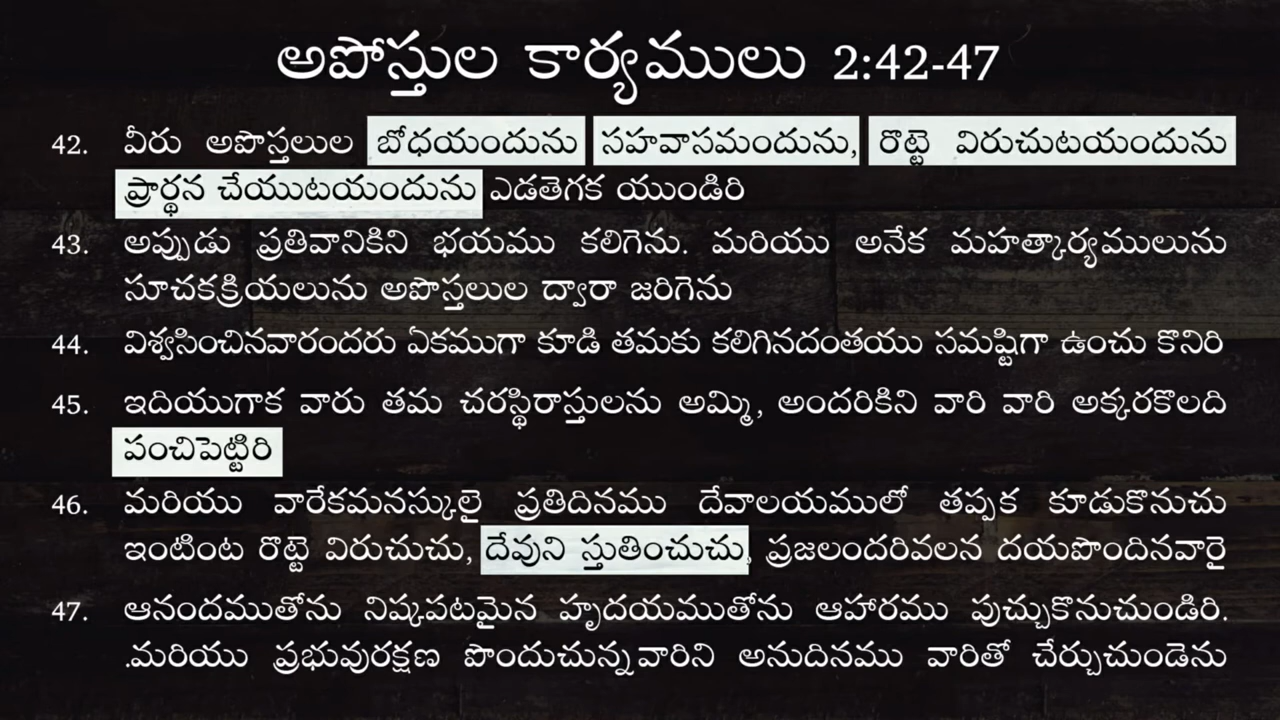 అపోస్తుల కార్యములు 2:42-47
42. వీరు అపొస్తలుల బోధయందును సహవాసమందును, రొట్టె విరుచుటయందును
ప్రార్థన చేయుటయందును ఎడతెగక యుండిరి
43. అప్పుడు ప్రతివానికిని భయము కలిగెను. మరియు అనేక మహత్కార్యములును
సూచకక్రియలును అపొస్తలుల ద్వారా జరిగెను
44. విశ్వసించినవారందరు ఏకముగా కూడి తమకు కలిగినదంతయు సమష్టిగా ఉంచు కొనిరి
45. ఇదియుగాక వారు తమ చరస్థిరాస్తులను అమ్మి, అందరికిని వారి వారి అక్కరకొలది
పంచిపెట్టిరి
46. మరియు వారేకమనస్కులై ప్రతిదినము దేవాలయములో తప్పక కూడుకొనుచు
ఇంటింట రొట్టె విరుచుచు, దేవుని స్తుతించుచు, ప్రజలందరివలన దయపొందినవారై
47. ఆనందముతోను నిష్కపటమైన హృదయముతోను ఆహారము పుచ్చుకొనుచుండిరి.
.మరియు ప్రభువురక్షణ పొందుచున్నవారిని అనుదినము వారితో చేర్చుచుండెను